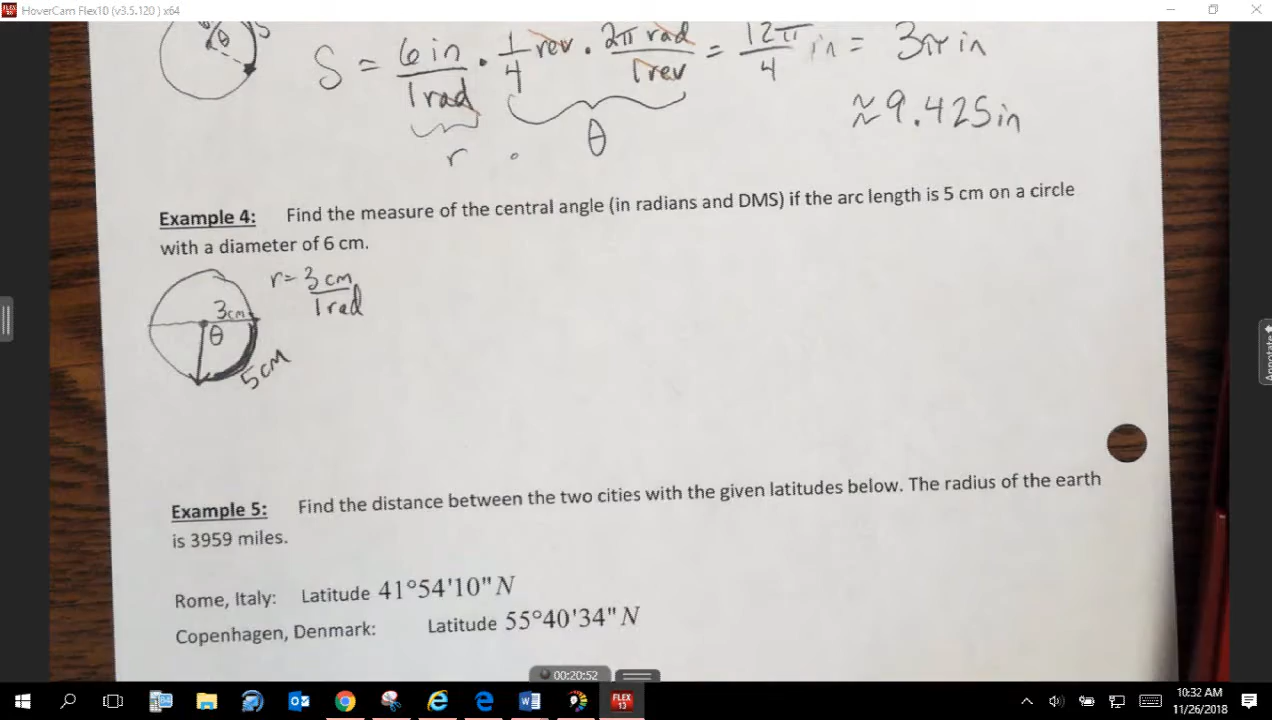 HoverCam Flex10 (v3.5.120 ) x64
θ S
S = 6 in / 1 rad · 1/4 rev · 2π rad / 1 rev = 12π/4 in = 3π in
≈ 9.425 in
r · θ
Example 4: Find the measure of the central angle (in radians and DMS) if the arc length is 5 cm on a circle
with a diameter of 6 cm.
r = 3 cm / 1 rad
3cm
θ
5 cm
Annotate
Example 5: Find the distance between the two cities with the given latitudes below. The radius of the earth
is 3959 miles.
Rome, Italy: Latitude 41°54'10" N
Copenhagen, Denmark: Latitude 55°40'34" N
00:20:52
FLEX
13
10:32 AM
11/26/2018